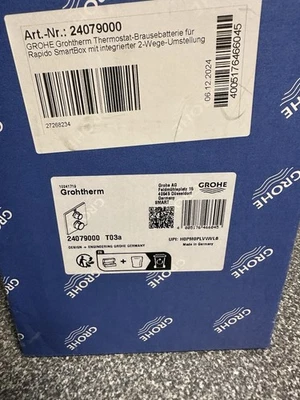 Art.-Nr.: 24079000
GROHE Grohtherm Thermostat-Brausebatterie für
Rapido SmartBox mit integrierter 2-Wege-Umstellung
27268234
06.12.2024
4005176466045
Grohtherm
24079000 T03a
DESIGN + ENGINEERING GROHE GERMANY
Grohe AG
Feldmühleplatz 15
40545 Düsseldorf
Germany
SMART
GROHE
Made in Germany
GROHE
GROHE
GROHE
GROHE